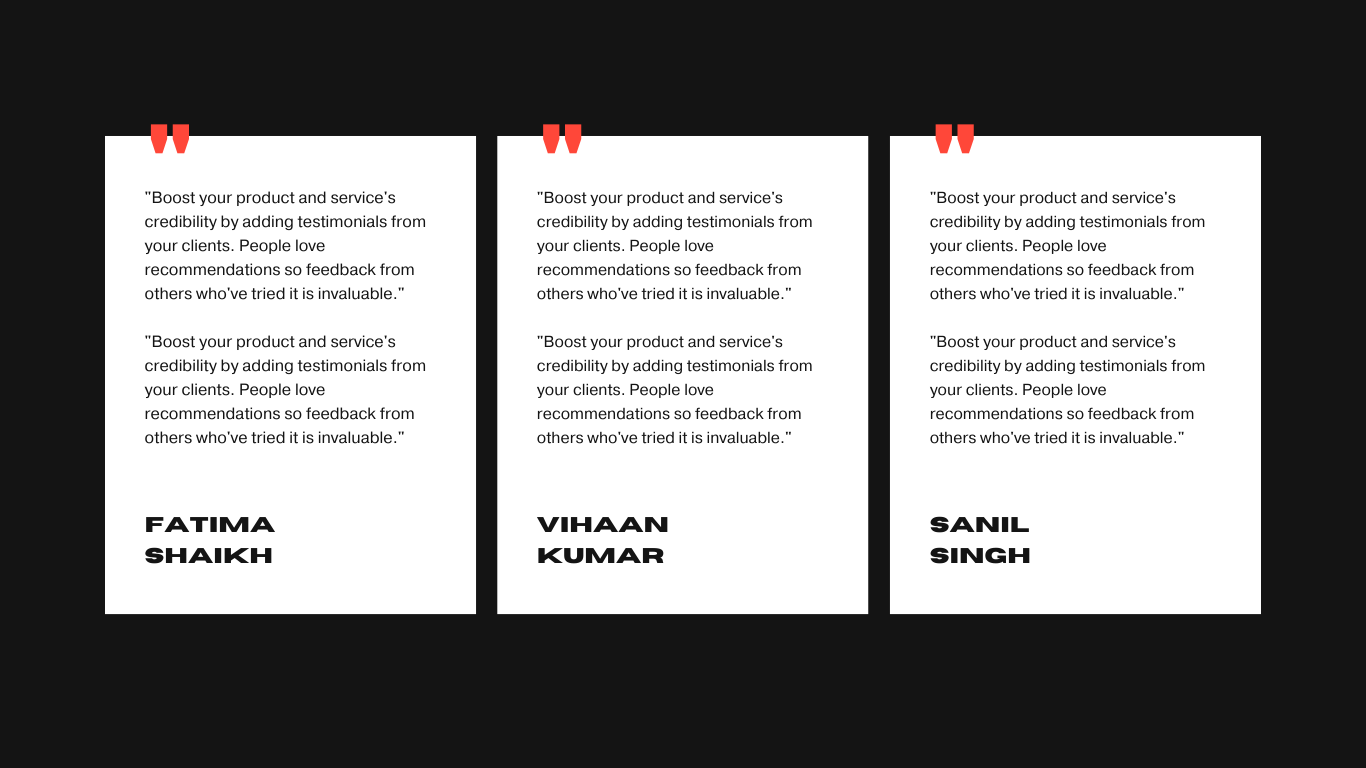 "Boost your product and service's
credibility by adding testimonials from
your clients. People love
recommendations so feedback from
others who've tried it is invaluable."
"Boost your product and service's
credibility by adding testimonials from
your clients. People love
recommendations so feedback from
others who've tried it is invaluable."
FATIMA
SHAIKH
"Boost your product and service's
credibility by adding testimonials from
your clients. People love
recommendations so feedback from
others who've tried it is invaluable."
"Boost your product and service's
credibility by adding testimonials from
your clients. People love
recommendations so feedback from
others who've tried it is invaluable."
VIHAAN
KUMAR
"Boost your product and service's
credibility by adding testimonials from
your clients. People love
recommendations so feedback from
others who've tried it is invaluable."
"Boost your product and service's
credibility by adding testimonials from
your clients. People love
recommendations so feedback from
others who've tried it is invaluable."
SANIL
SINGH